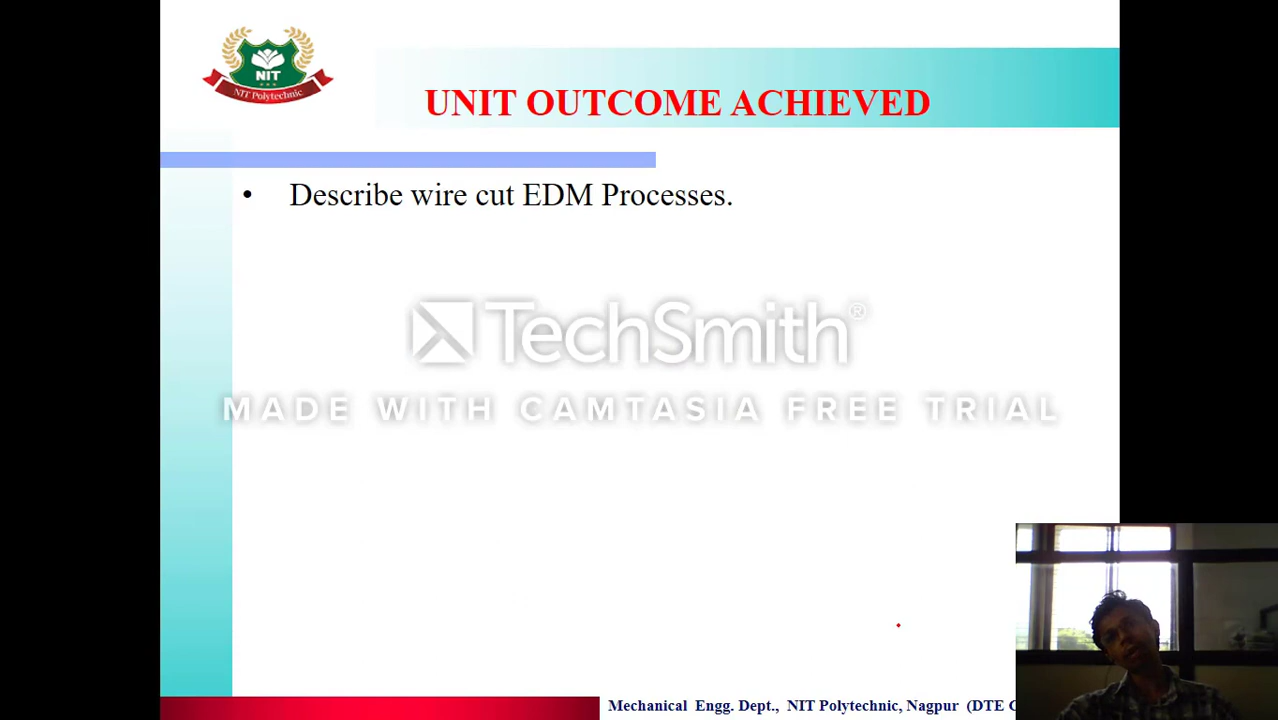 NIT
NIT Polytechnic
UNIT OUTCOME ACHIEVED
• Describe wire cut EDM Processes.
TechSmith®
MADE WITH CAMTASIA FREE TRIAL
Mechanical Engg. Dept., NIT Polytechnic, Nagpur (DTE